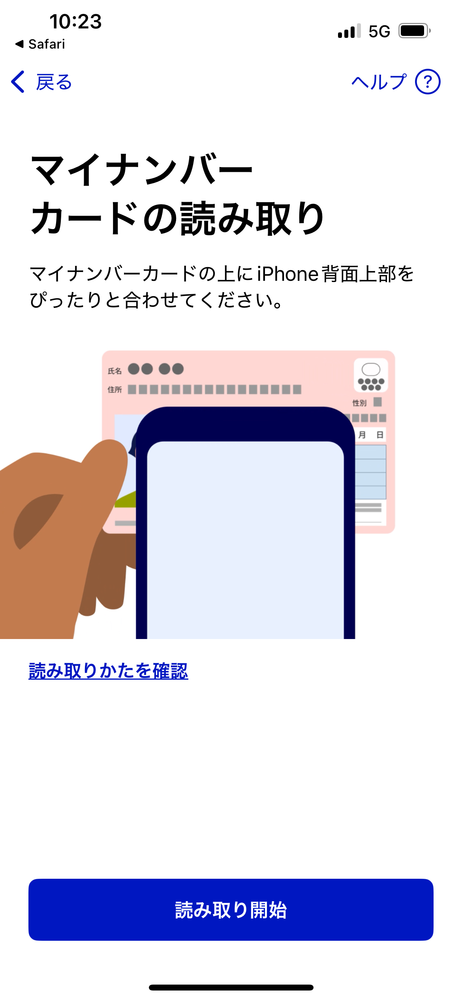 10:23
◀ Safari
5G
戻る
ヘルプ ?
マイナンバー
カードの読み取り
マイナンバーカードの上にiPhone背面上部を
ぴったりと合わせてください。
氏名
住所
性別
月 日
読み取りかたを確認
読み取り開始